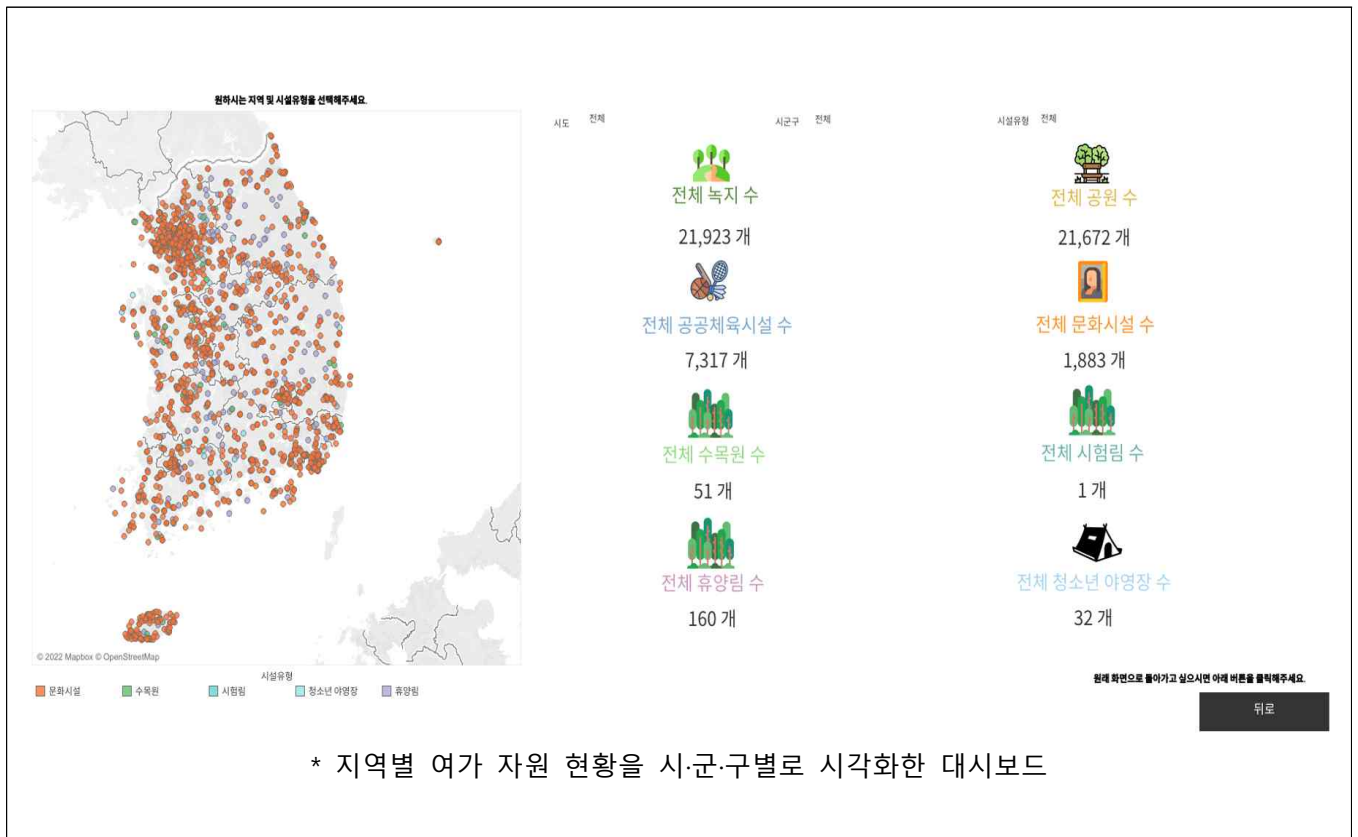 원하시는 지역 및 시설유형을 선택해주세요.
시도 전체 시군구 전체 시설유형 전체
전체 녹지 수 전체 공원 수
21,923 개 21,672 개
전체 공공체육시설 수 전체 문화시설 수
7,317 개 1,883 개
전체 수목원 수 전체 시험림 수
51 개 1 개
전체 휴양림 수 전체 청소년 야영장 수
160 개 32 개
© 2022 Mapbox © OpenStreetMap
시설유형
문화시설 수목원 시험림 청소년 야영장 휴양림
원래 화면으로 돌아가고 싶으시면 아래 버튼을 클릭해주세요.
뒤로
* 지역별 여가 자원 현황을 시·군·구별로 시각화한 대시보드